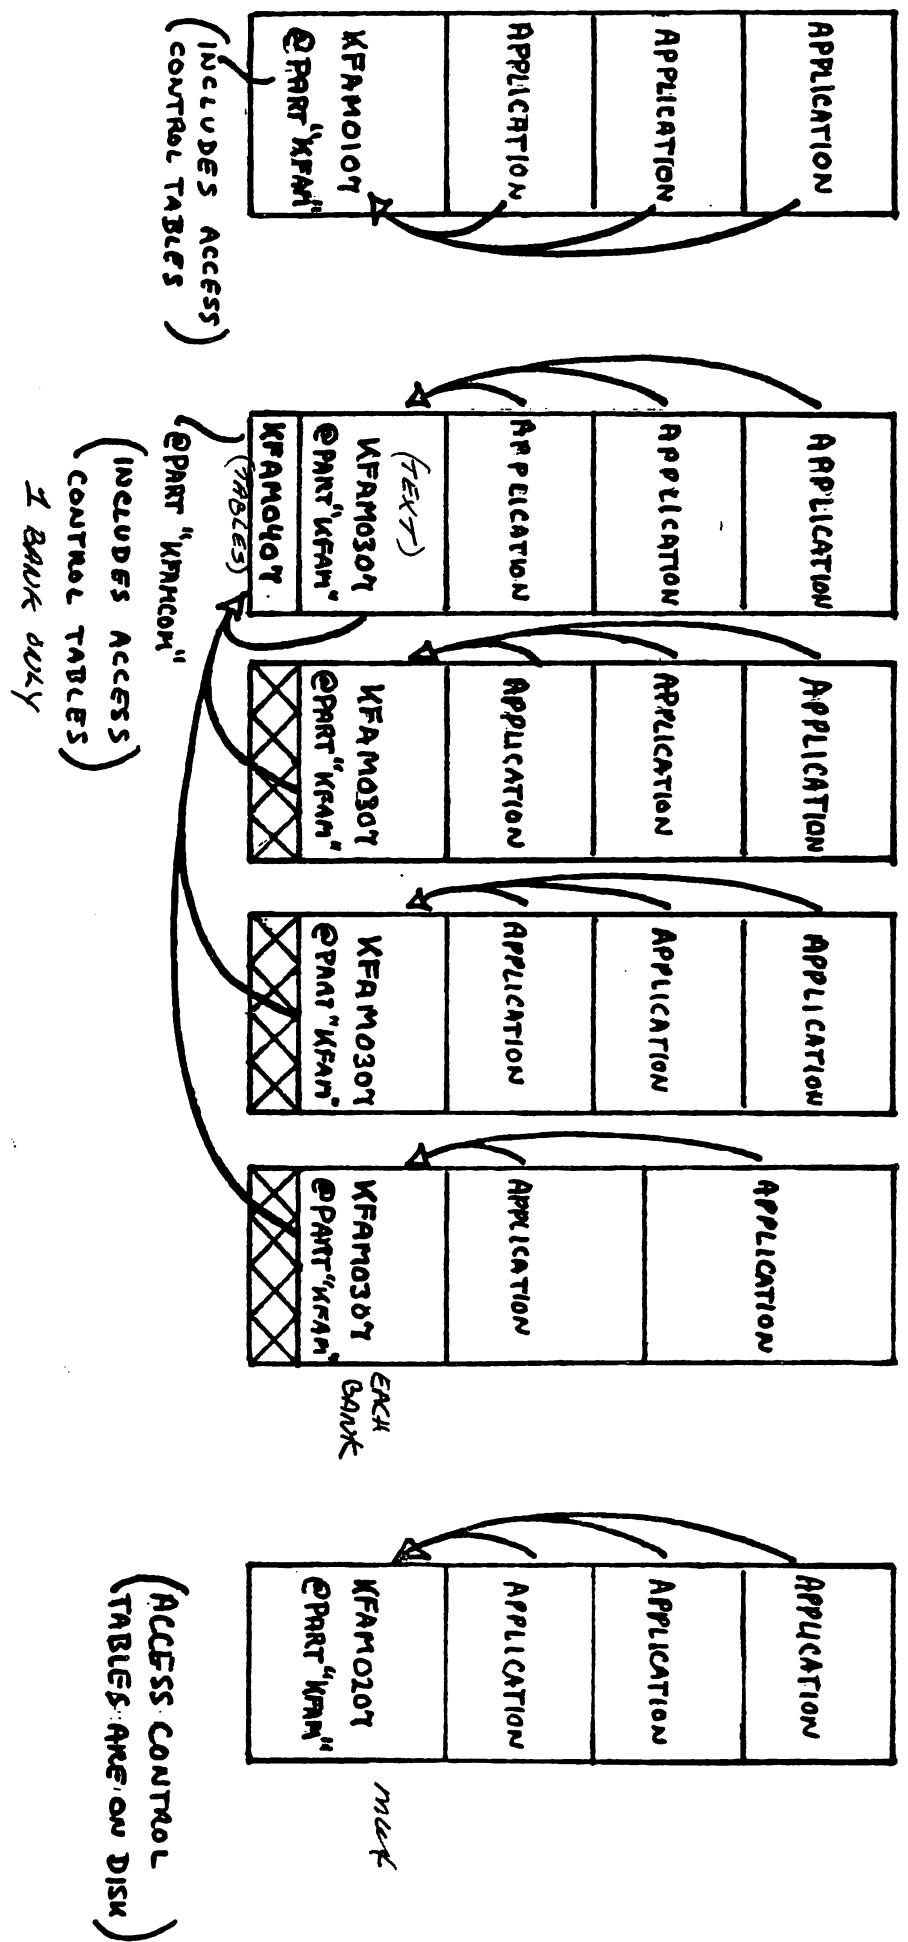 APPLICATION
APPLICATION
APPLICATION
KFAM0107
@PART"KFAM"
(INCLUDES ACCESS
CONTROL TABLES)
APPLICATION
APPLICATION
APPLICATION
(TEXT)
KFAM0307
@PART"KFAM"
KFAM0407
(TABLES)
@PART "KFAMCOM"
(INCLUDES ACCESS
CONTROL TABLES)
1 BANK ONLY
APPLICATION
APPLICATION
APPLICATION
KFAM0307
@PART"KFAM"
APPLICATION
APPLICATION
APPLICATION
KFAM0307
@PART"KFAM"
APPLICATION
APPLICATION
KFAM0307
@PART"KFAM"
EACH
BANK
APPLICATION
APPLICATION
APPLICATION
KFAM0207
@PART"KFAM"
(ACCESS CONTROL
TABLES ARE ON DISK)